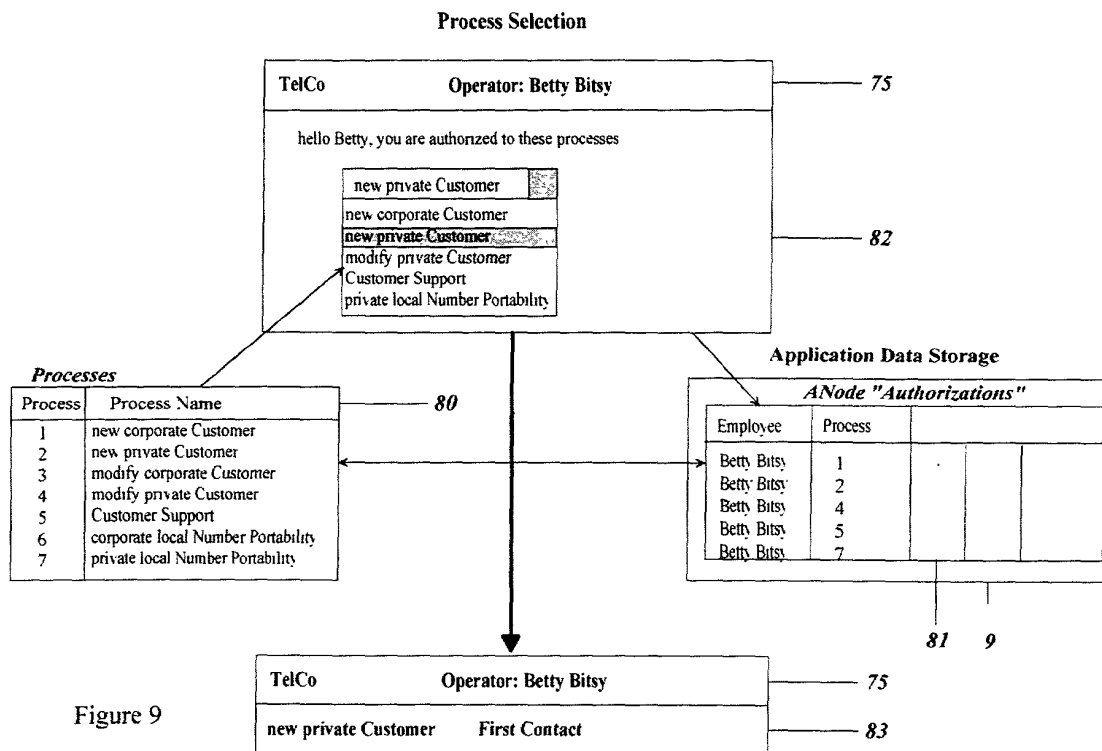 Process Selection
TelCo Operator: Betty Bitsy
75
hello Betty, you are authorized to these processes
new private Customer
new corporate Customer
new private Customer
modify private Customer
Customer Support
private local Number Portability
82
Processes
Process Process Name
80
1 new corporate Customer
2 new private Customer
3 modify corporate Customer
4 modify private Customer
5 Customer Support
6 corporate local Number Portability
7 private local Number Portability
Application Data Storage
ANode "Authorizations"
Employee Process
Betty Bitsy 1
Betty Bitsy 2
Betty Bitsy 4
Betty Bitsy 5
Betty Bitsy 7
81 9
TelCo Operator: Betty Bitsy
75
new private Customer First Contact
83
Figure 9